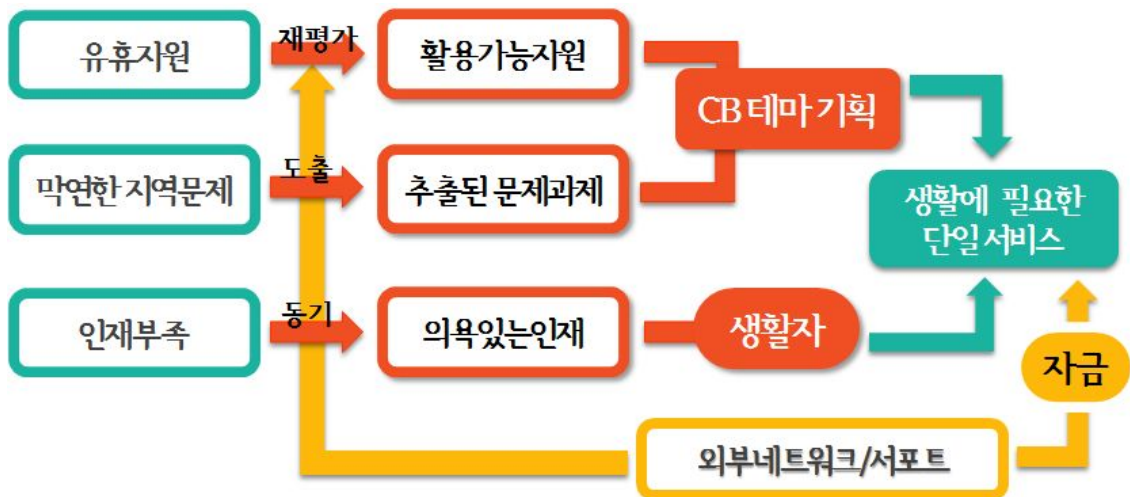 유휴자원
재평가
활용가능자원
CB 테마 기획
막연한 지역문제
도출
추출된 문제과제
생활에 필요한
단일 서비스
인재부족
동기
의욕있는인재
생활자
자금
외부네트워크/서포트